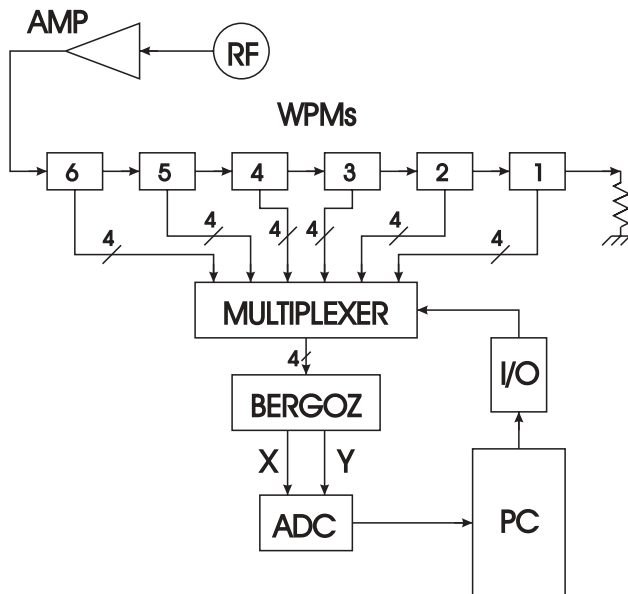 AMP
RF
WPMs
6 5 4 3 2 1
4 4 4 4 4 4
MULTIPLEXER
4
I/O
BERGOZ
X Y
ADC
PC